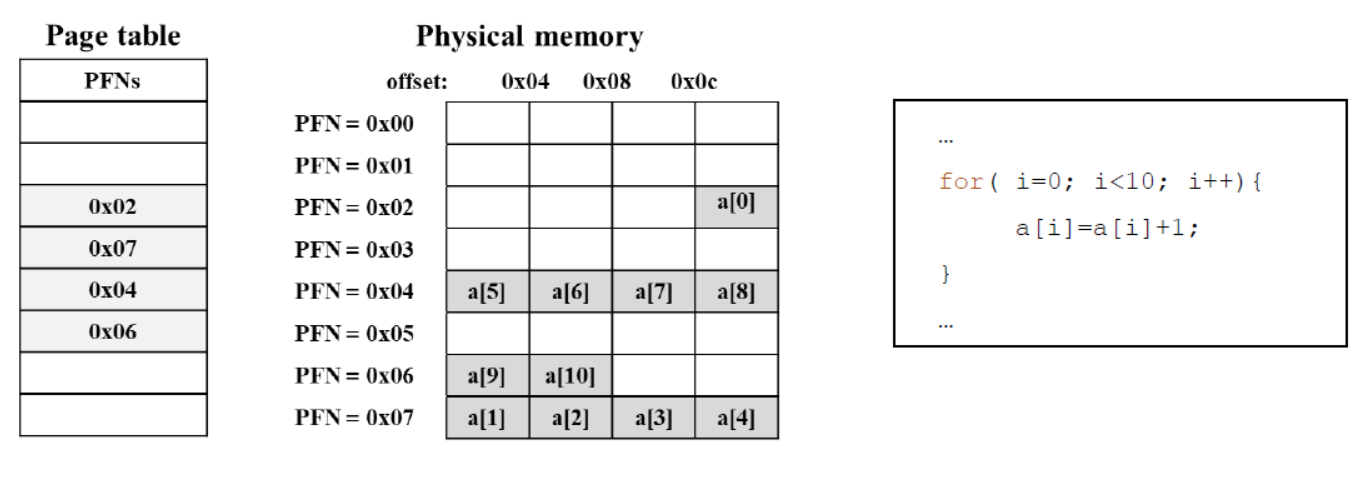 Page table
PFNs
0x02
0x07
0x04
0x06
Physical memory
offset: 0x04 0x08 0x0c
PFN = 0x00
PFN = 0x01
PFN = 0x02 a[0]
PFN = 0x03
PFN = 0x04 a[5] a[6] a[7] a[8]
PFN = 0x05
PFN = 0x06 a[9] a[10]
PFN = 0x07 a[1] a[2] a[3] a[4]
...
for( i=0; i<10; i++){
a[i]=a[i]+1;
}
...